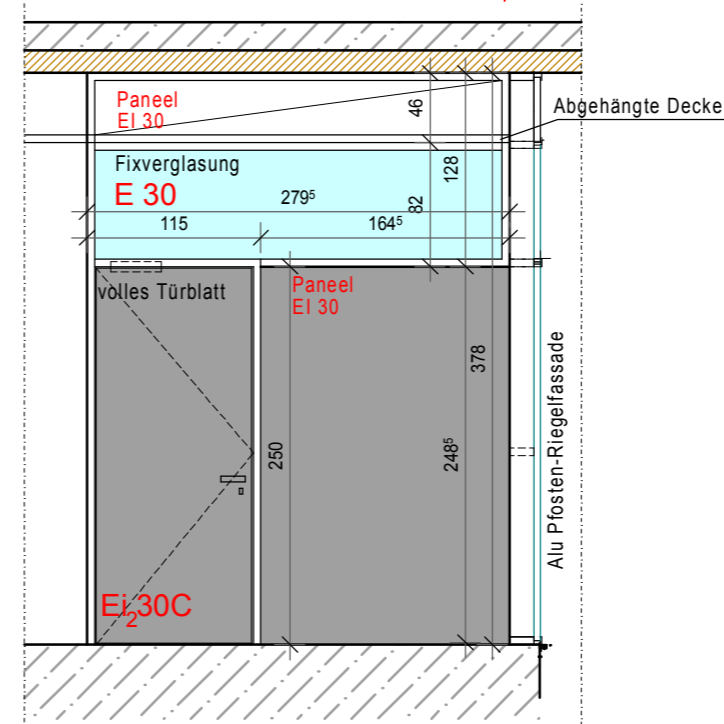 Paneel
EI 30
46
Abgehängte Decke
Fixverglasung
E 30
128
279⁵
82
115
164⁵
volles Türblatt
Paneel
EI 30
378
250
248⁵
Alu Pfosten-Riegelfassade
Ei₂30C